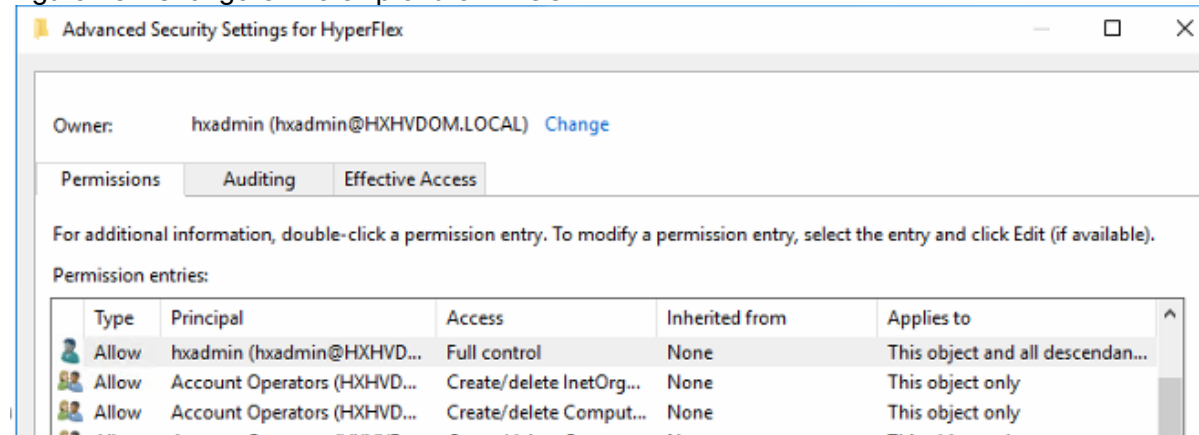 Advanced Security Settings for HyperFlex
Owner: hxadmin (hxadmin@HXHVDOM.LOCAL) Change
Permissions Auditing Effective Access
For additional information, double-click a permission entry. To modify a permission entry, select the entry and click Edit (if available).
Permission entries:
Type Principal Access Inherited from Applies to
Allow hxadmin (hxadmin@HXHVD... Full control None This object and all descendan...
Allow Account Operators (HXHVD... Create/delete InetOrg... None This object only
Allow Account Operators (HXHVD... Create/delete Comput... None This object only